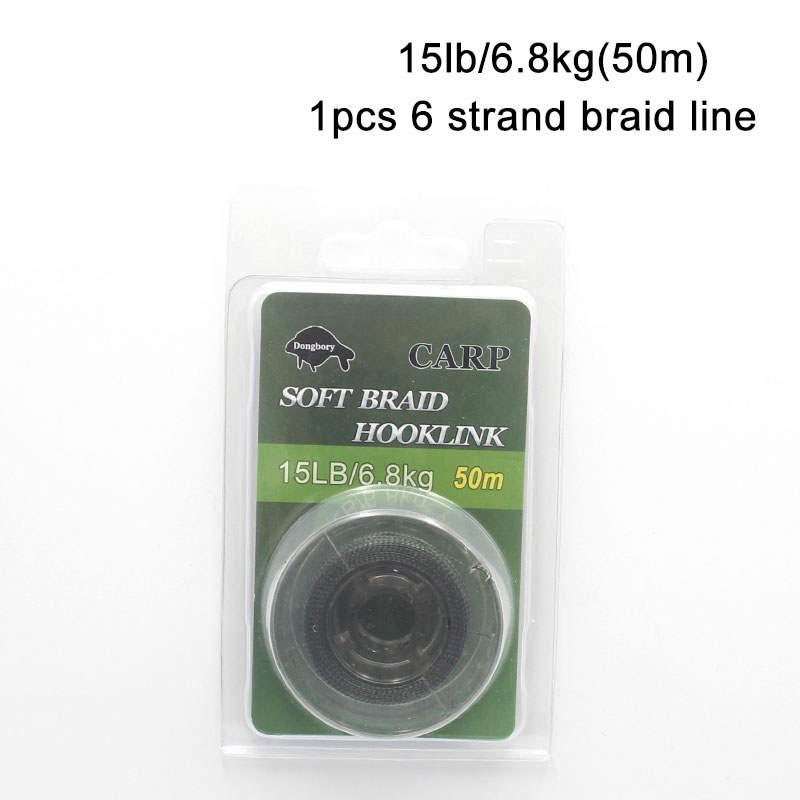 15lb/6.8kg(50m)
1pcs 6 strand braid line
Dongbory
CARP
SOFT BRAID
HOOKLINK
15LB/6.8kg 50m